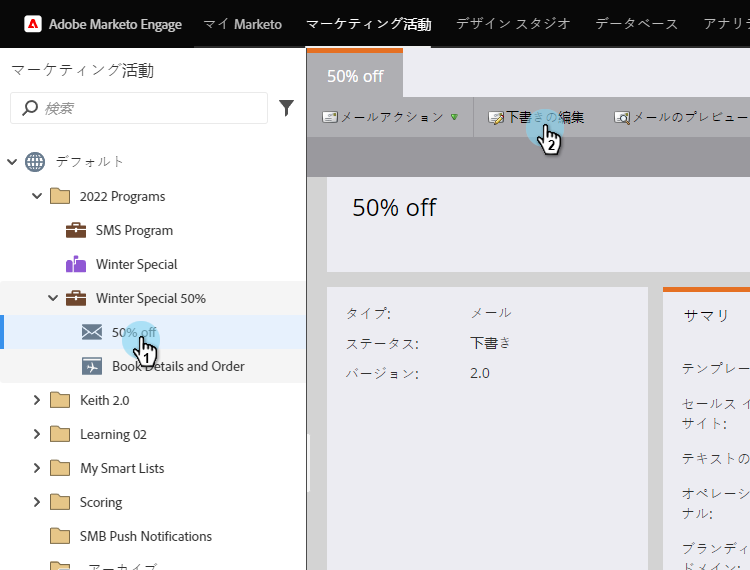 Adobe Marketo Engage マイ Marketo マーケティング活動 デザイン スタジオ データベース アナリテ
マーケティング活動
検索
デフォルト
2022 Programs
SMS Program
Winter Special
Winter Special 50%
50% off
1
Book Details and Order
Keith 2.0
Learning 02
My Smart Lists
Scoring
SMB Push Notifications
アーカイブ
50% off
メールアクション 下書きの編集 メールのプレビュー
2
50% off
タイプ: メール
ステータス: 下書き
バージョン: 2.0
サマリ
テンプレー
セールス イ
サイト:
テキストの
オペレーショ
ナル:
ブランディ
ドメイン: